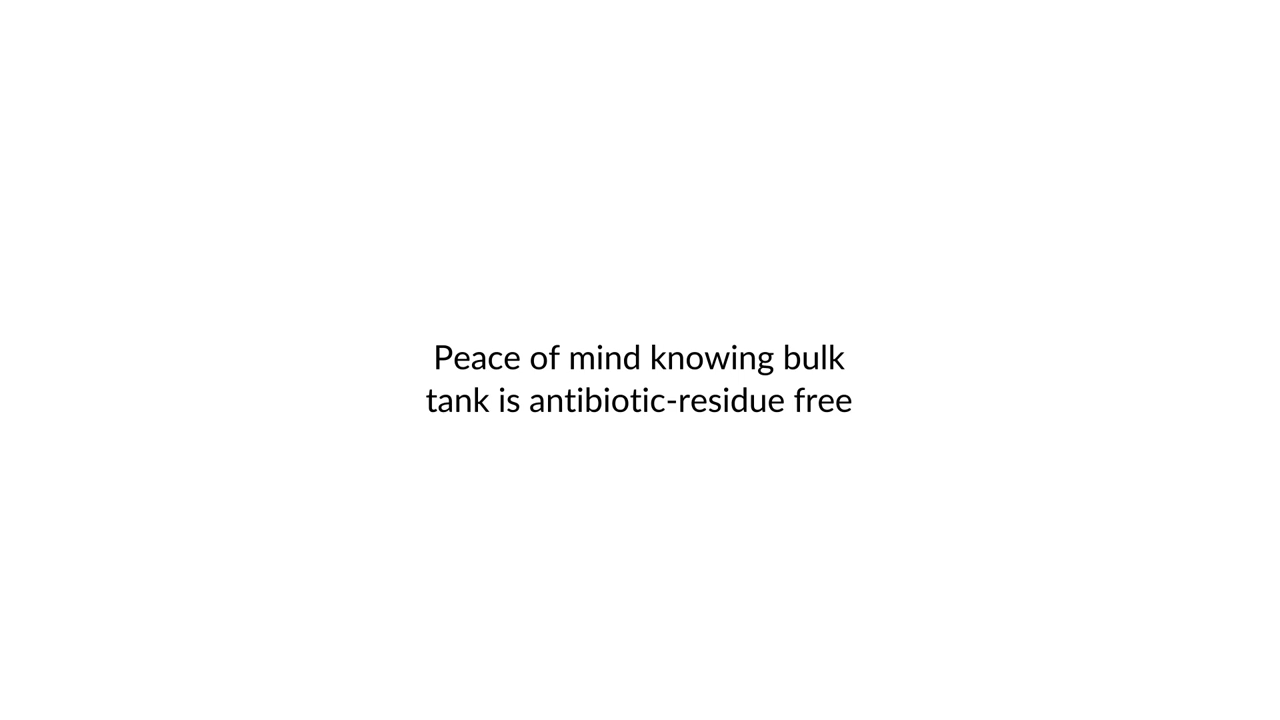 Peace of mind knowing bulk
tank is antibiotic-residue free